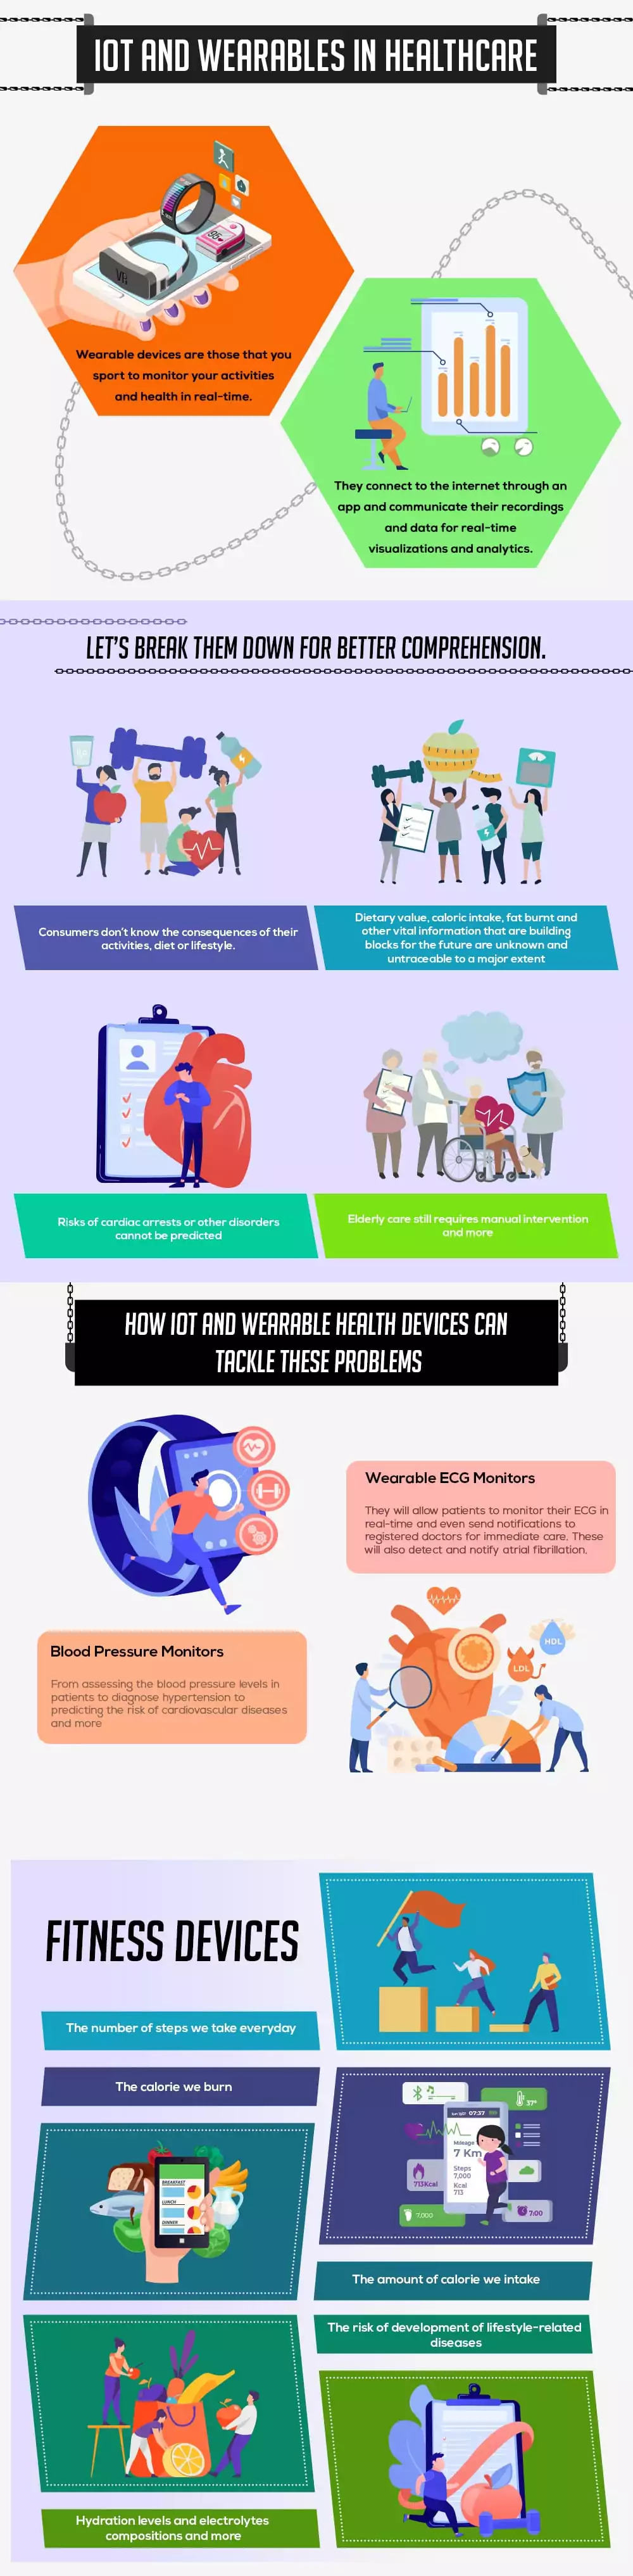 IOT AND WEARABLES IN HEALTHCARE
VR
96
Wearable devices are those that you
sport to monitor your activities
and health in real-time.
They connect to the internet through an
app and communicate their recordings
and data for real-time
visualizations and analytics.
LET'S BREAK THEM DOWN FOR BETTER COMPREHENSION.
Consumers don't know the consequences of their
activities, diet or lifestyle.
Dietary value, caloric intake, fat burnt and
other vital information that are building
blocks for the future are unknown and
untraceable to a major extent
Risks of cardiac arrests or other disorders
cannot be predicted
Elderly care still requires manual intervention
and more
HOW IOT AND WEARABLE HEALTH DEVICES CAN
TACKLE THESE PROBLEMS
Wearable ECG Monitors
They will allow patients to monitor their ECG in
real-time and even send notifications to
registered doctors for immediate care. These
will also detect and notify atrial fibrillation.
HDL
LDL
Blood Pressure Monitors
From assessing the blood pressure levels in
patients to diagnose hypertension to
predicting the risk of cardiovascular diseases
and more
FITNESS DEVICES
The number of steps we take everyday
The calorie we burn
37°
07:37
Mileage
7 Km
Steps
7,000
Kcal
713
713Kcal
7,000
7:00
BREAKFAST
LUNCH
DINNER
The amount of calorie we intake
The risk of development of lifestyle-related
diseases
Hydration levels and electrolytes
compositions and more